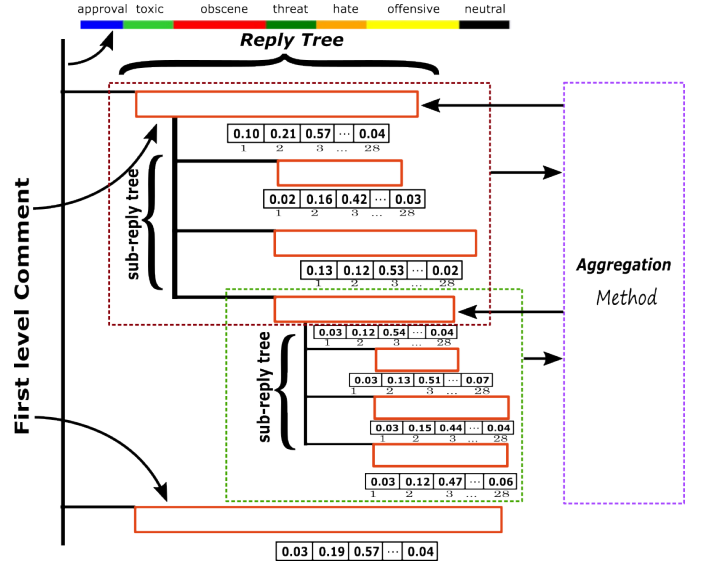 approval toxic obscene threat hate offensive neutral
Reply Tree
0.10 0.21 0.57 ... 0.04
1 2 3 ... 28
0.02 0.16 0.42 ... 0.03
1 2 3 ... 28
sub-reply tree
0.13 0.12 0.53 ... 0.02
1 2 3 ... 28
First level Comment
Aggregation
Method
0.03 0.12 0.54 ... 0.04
1 2 3 ... 28
0.03 0.13 0.51 ... 0.07
1 2 3 ... 28
sub-reply tree
0.03 0.15 0.44 ... 0.04
1 2 3 ... 28
0.03 0.12 0.47 ... 0.06
1 2 3 ... 28
0.03 0.19 0.57 ... 0.04